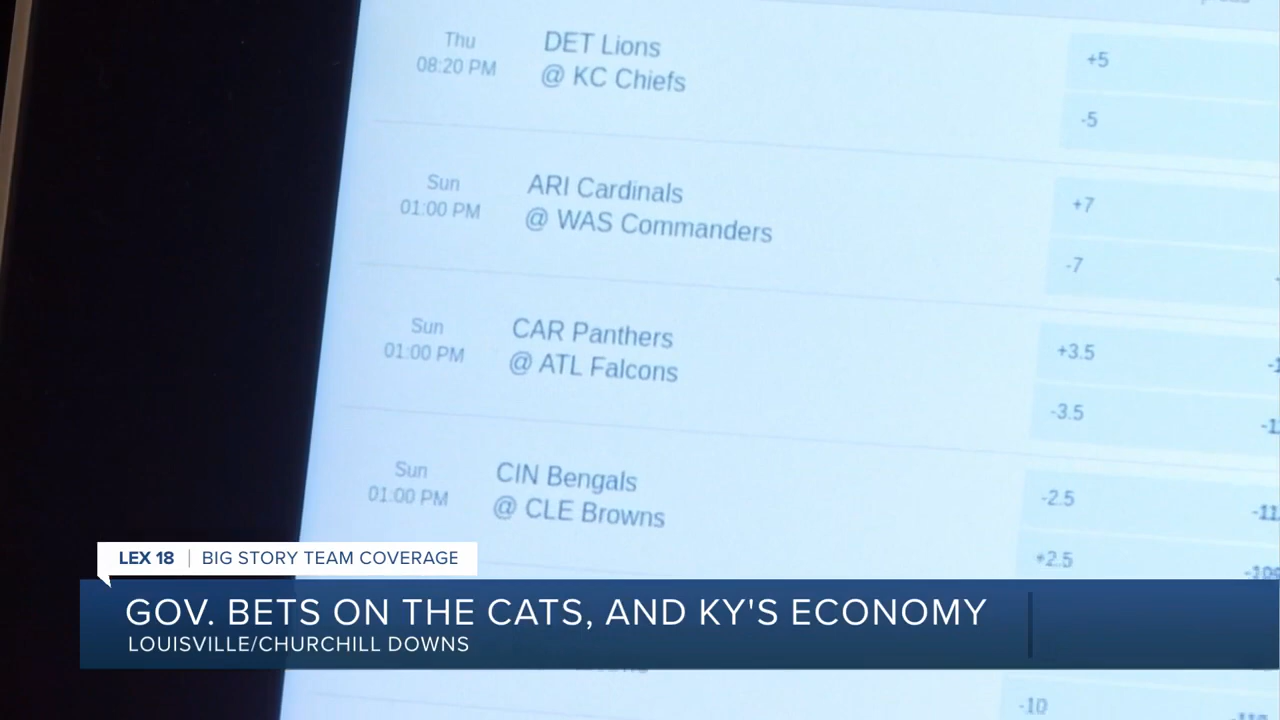 Thu
08:20 PM
DET Lions
@ KC Chiefs
+5
-5
Sun
01:00 PM
ARI Cardinals
@ WAS Commanders
+7
-7
Sun
01:00 PM
CAR Panthers
@ ATL Falcons
+3.5
-3.5
Sun
01:00 PM
CIN Bengals
@ CLE Browns
-2.5
+2.5
-10
LEX 18 | BIG STORY TEAM COVERAGE
GOV. BETS ON THE CATS, AND KY'S ECONOMY
LOUISVILLE/CHURCHILL DOWNS